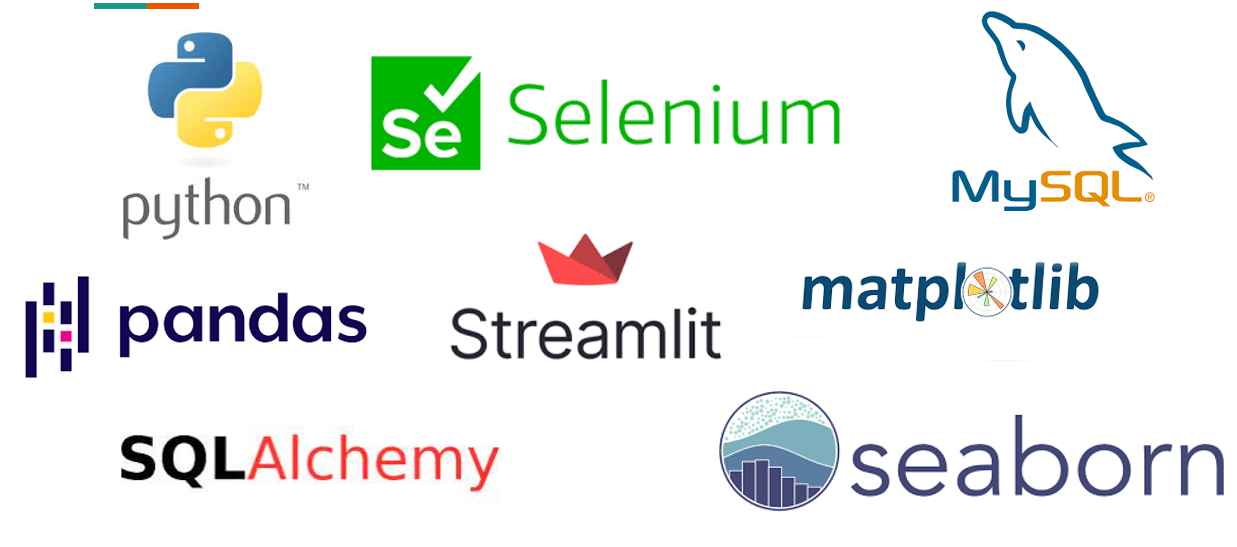 python™
Se Selenium
MySQL®
pandas
Streamlit
matplotlib
SQLAlchemy
seaborn